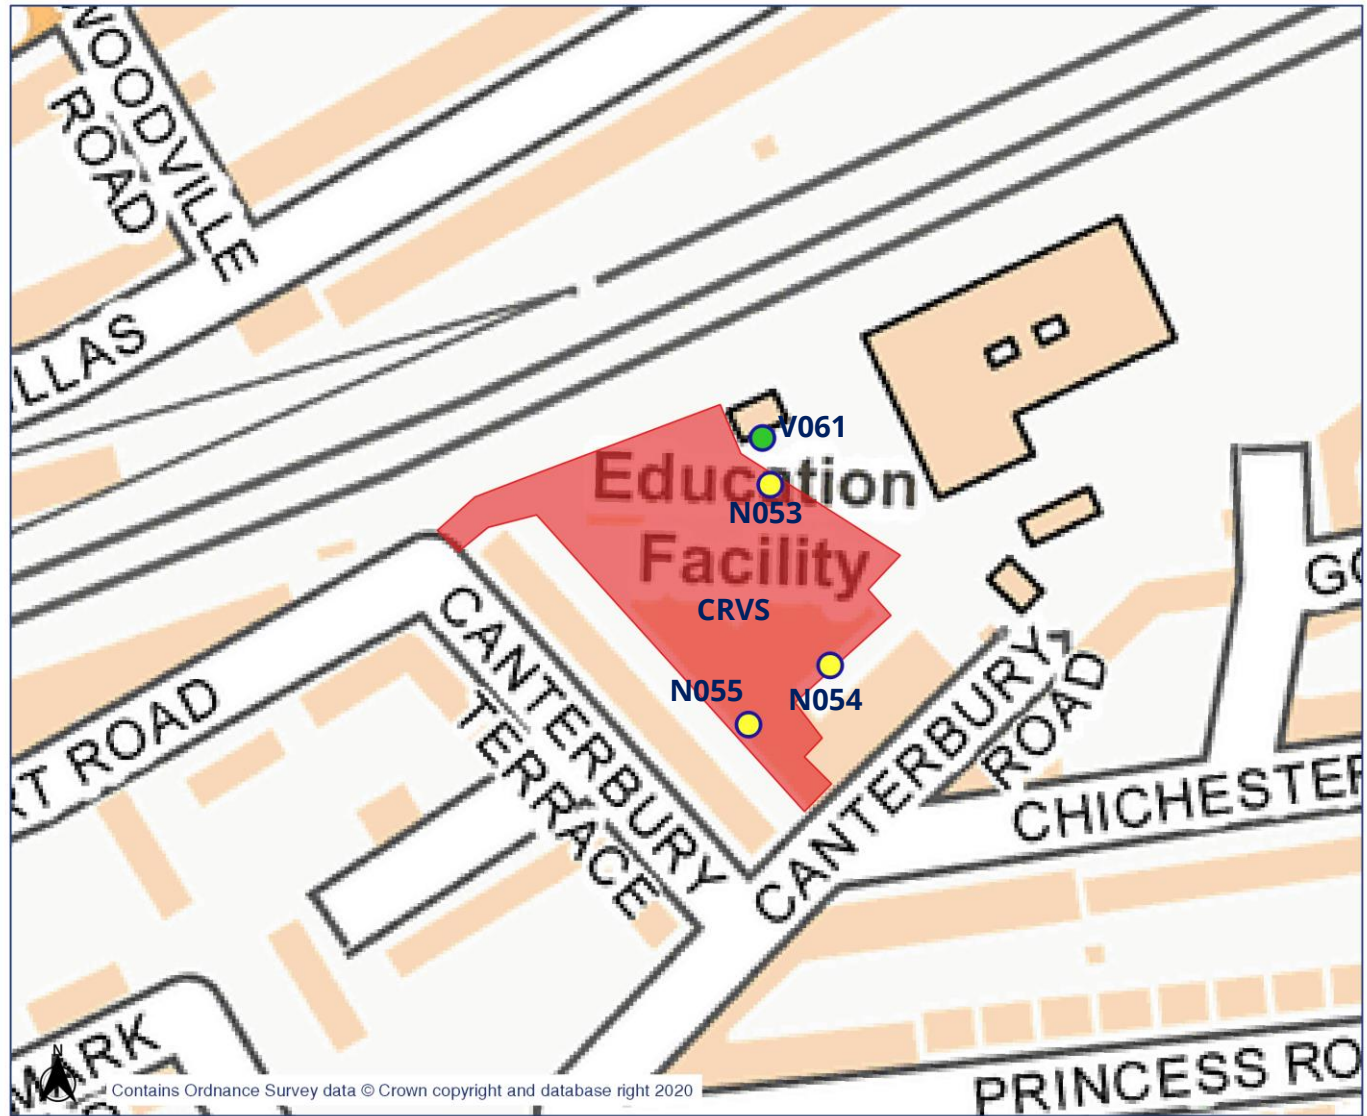 WOODVILLE
ROAD
LLAS
V061
Education
N053
Facility
CRVS
GO
CANTERBURY
TERRACE
N055
N054
CANTERBURY
ROAD
RT ROAD
CHICHESTER
MARK
N
PRINCESS RO
Contains Ordnance Survey data © Crown copyright and database right 2020